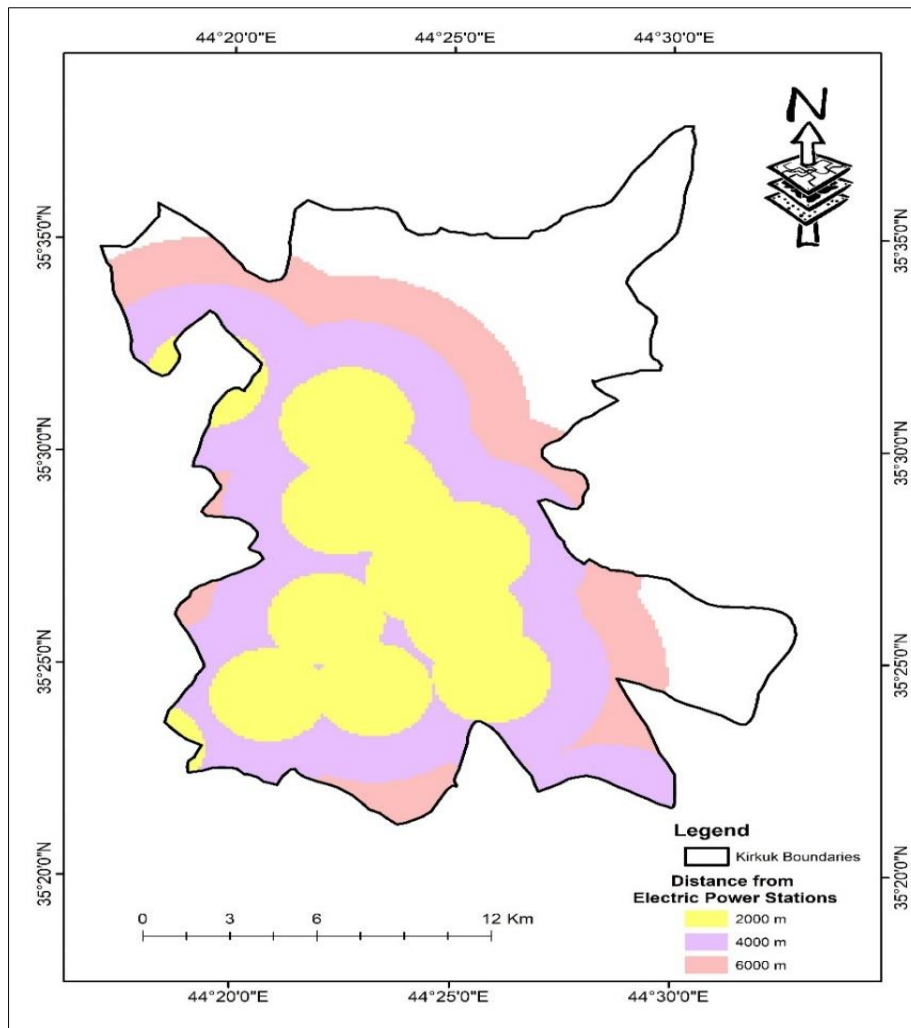 44°20'0"E 44°25'0"E 44°30'0"E
N
35°35'0"N 35°35'0"N
35°30'0"N 35°30'0"N
35°25'0"N 35°25'0"N
35°20'0"N 35°20'0"N
Legend
Kirkuk Boundaries
Distance from
Electric Power Stations
2000 m
4000 m
6000 m
0 3 6 12 Km
44°20'0"E 44°25'0"E 44°30'0"E